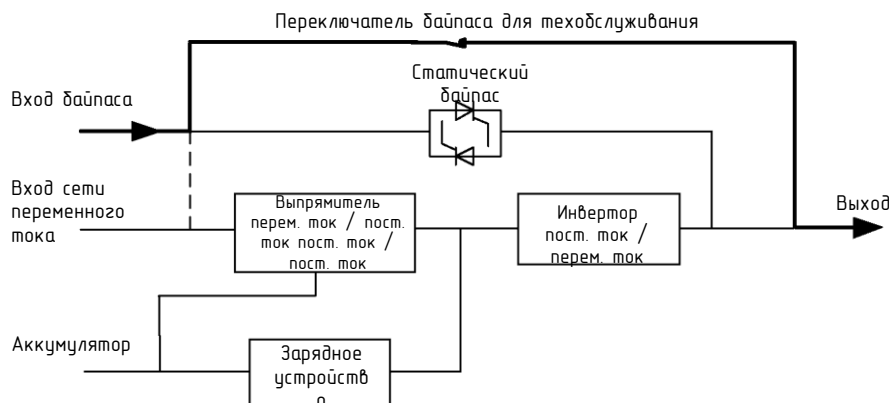 Переключатель байпаса для техобслуживания
Статический
байпас
Вход байпаса
Вход сети
переменного
тока
Выпрямитель
перем. ток / пост.
ток пост. ток /
пост. ток
Инвертор
пост. ток /
перем. ток
Выход
Аккумулятор
Зарядное
устройств
о